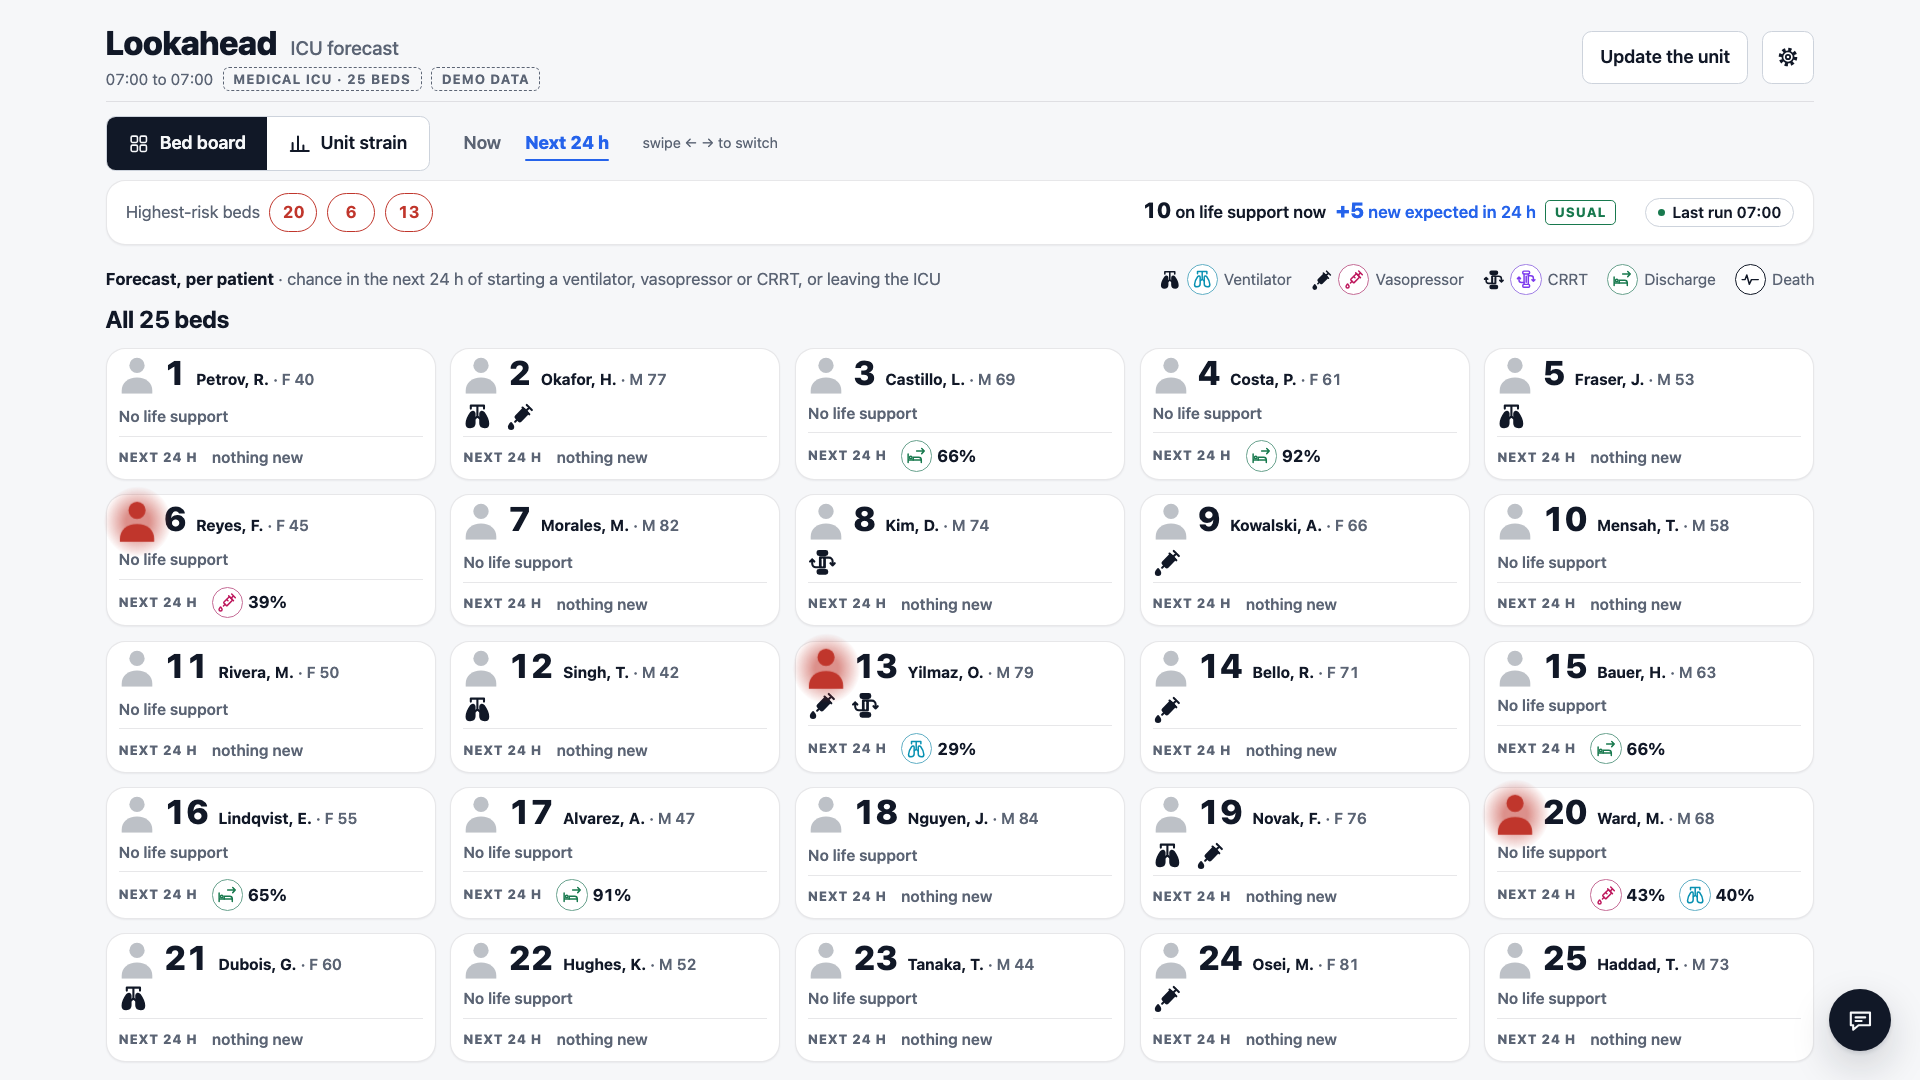 Lookahead ICU forecast
07:00 to 07:00 MEDICAL ICU · 25 BEDS DEMO DATA
Update the unit
Bed board Unit strain Now Next 24 h swipe ← → to switch
Highest-risk beds 20 6 13 10 on life support now +5 new expected in 24 h USUAL Last run 07:00
Forecast, per patient · chance in the next 24 h of starting a ventilator, vasopressor or CRRT, or leaving the ICU
Ventilator Vasopressor CRRT Discharge Death
All 25 beds
1 Petrov, R. · F 40
No life support
NEXT 24 H nothing new
2 Okafor, H. · M 77
NEXT 24 H nothing new
3 Castillo, L. · M 69
No life support
NEXT 24 H 66%
4 Costa, P. · F 61
No life support
NEXT 24 H 92%
5 Fraser, J. · M 53
NEXT 24 H nothing new
6 Reyes, F. · F 45
No life support
NEXT 24 H 39%
7 Morales, M. · M 82
No life support
NEXT 24 H nothing new
8 Kim, D. · M 74
NEXT 24 H nothing new
9 Kowalski, A. · F 66
NEXT 24 H nothing new
10 Mensah, T. · M 58
No life support
NEXT 24 H nothing new
11 Rivera, M. · F 50
No life support
NEXT 24 H nothing new
12 Singh, T. · M 42
NEXT 24 H nothing new
13 Yilmaz, O. · M 79
NEXT 24 H 29%
14 Bello, R. · F 71
NEXT 24 H nothing new
15 Bauer, H. · M 63
No life support
NEXT 24 H 66%
16 Lindqvist, E. · F 55
No life support
NEXT 24 H 65%
17 Alvarez, A. · M 47
No life support
NEXT 24 H 91%
18 Nguyen, J. · M 84
No life support
NEXT 24 H nothing new
19 Novak, F. · F 76
NEXT 24 H nothing new
20 Ward, M. · M 68
No life support
NEXT 24 H 43% 40%
21 Dubois, G. · F 60
NEXT 24 H nothing new
22 Hughes, K. · M 52
No life support
NEXT 24 H nothing new
23 Tanaka, T. · M 44
No life support
NEXT 24 H nothing new
24 Osei, M. · F 81
NEXT 24 H nothing new
25 Haddad, T. · M 73
No life support
NEXT 24 H nothing new